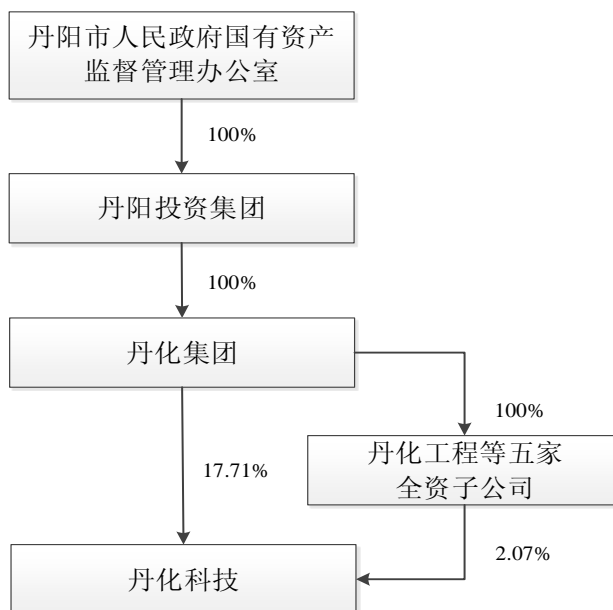 丹阳市人民政府国有资产
监督管理办公室
100%
丹阳投资集团
100%
丹化集团
100%
17.71%
丹化工程等五家
全资子公司
2.07%
丹化科技